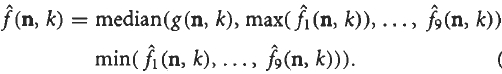 f̂(n, k) = median(g(n, k), max( f̂₁(n, k)), . . . , f̂₉(n, k))
min( f̂₁(n, k), . . . , f̂₉(n, k))). (